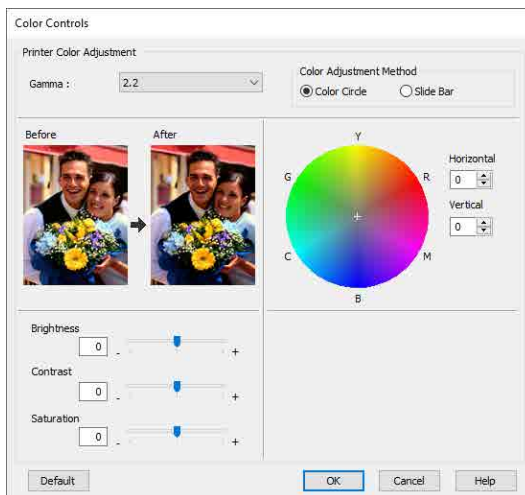 Color Controls
Printer Color Adjustment
Gamma :
2.2
Color Adjustment Method
Color Circle
Slide Bar
Before
After
Y
G
R
C
M
B
Horizontal
0
Vertical
0
Brightness
0
-
+
Contrast
0
-
+
Saturation
0
-
+
Default
OK
Cancel
Help